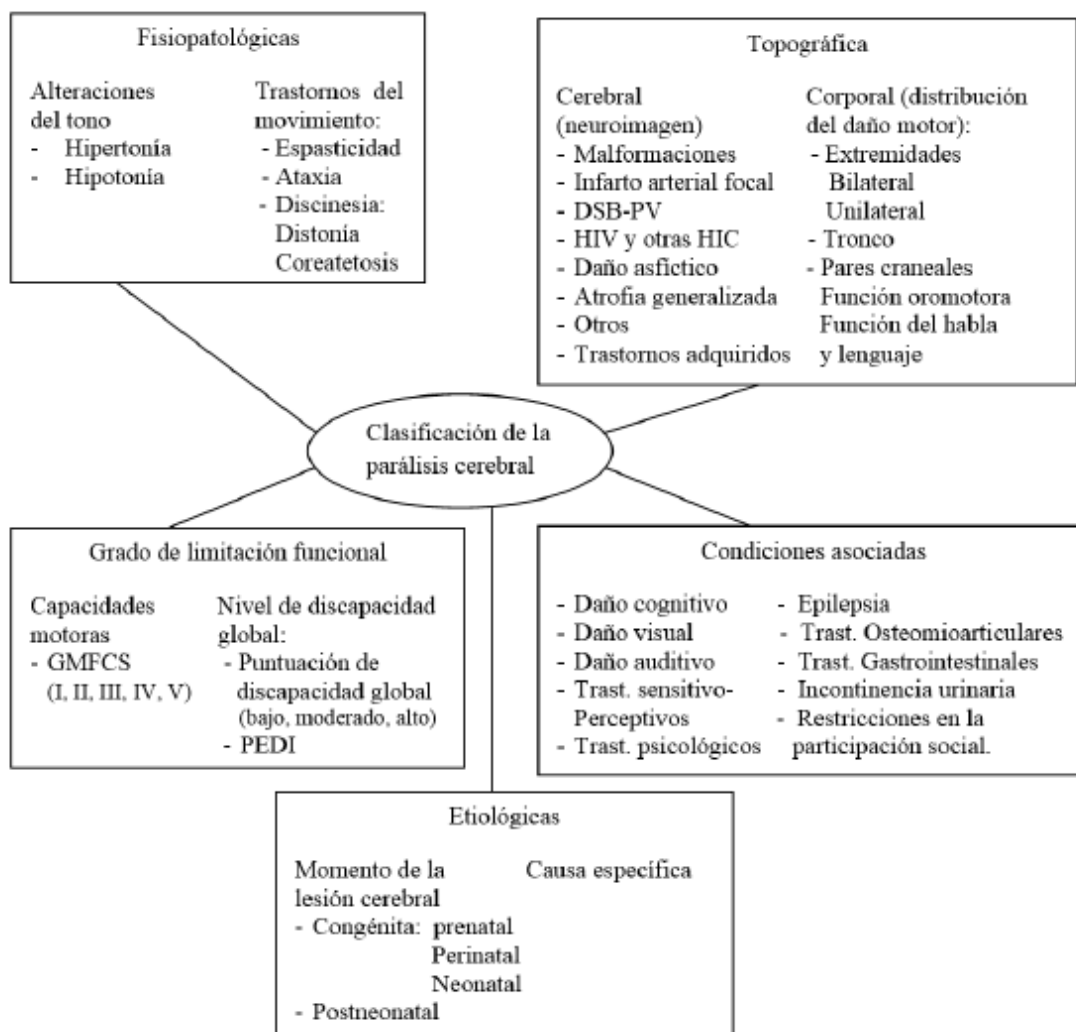 Fisiopatológicas
Alteraciones
del tono
- Hipertonía
- Hipotonía
Trastornos del
movimiento:
- Espasticidad
- Ataxia
- Discinesia:
Distonía
Coreatetosis
Topográfica
Cerebral
(neuroimagen)
- Malformaciones
- Infarto arterial focal
- DSB-PV
- HIV y otras HIC
- Daño asfíctico
- Atrofia generalizada
- Otros
- Trastornos adquiridos
Corporal (distribución
del daño motor):
- Extremidades
Bilateral
Unilateral
- Tronco
- Pares craneales
Función oromotora
Función del habla
y lenguaje
Clasificación de la
parálisis cerebral
Grado de limitación funcional
Capacidades
motoras
- GMFCS
(I, II, III, IV, V)
Nivel de discapacidad
global:
- Puntuación de
discapacidad global
(bajo, moderado, alto)
- PEDI
Condiciones asociadas
- Daño cognitivo
- Daño visual
- Daño auditivo
- Trast. sensitivo-
Perceptivos
- Trast. psicológicos
- Epilepsia
- Trast. Osteomioarticulares
- Trast. Gastrointestinales
- Incontinencia urinaria
- Restricciones en la
participación social.
Etiológicas
Momento de la
lesión cerebral
- Congénita: prenatal
Perinatal
Neonatal
- Postneonatal
Causa específica